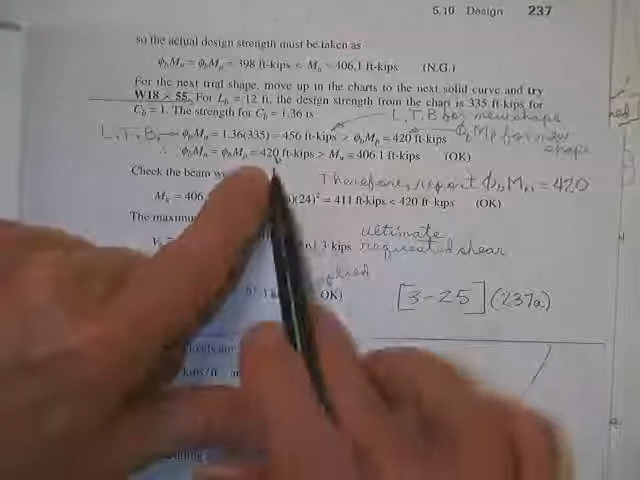 5.10 Design 237
so the actual design strength must be taken as
ϕbMn = ϕbMp = 398 ft-kips < Mu = 406.1 ft-kips (N.G.)
For the next trial shape, move up in the charts to the next solid curve and try
W18 × 55. For Lb = 12 ft, the design strength from the chart is 335 ft-kips for
Cb = 1. The strength for Cb = 1.36 is
L.T.B for new shape
L.T.B. ϕbMn = 1.36(335) = 456 ft-kips > ϕbMp = 420 ft-kips ϕbMp for new shape
∴ ϕbMn = ϕbMp = 420 ft-kips > Mu = 406.1 ft-kips (OK)
Check the beam
Therefore, report ϕbMn = 420
Mu = 406 )(24)² = 411 ft-kips < 420 ft-kips (OK)
The maximum
ultimate
3 kips requested shear
OK)
[3-25] (237a)
kips/ft